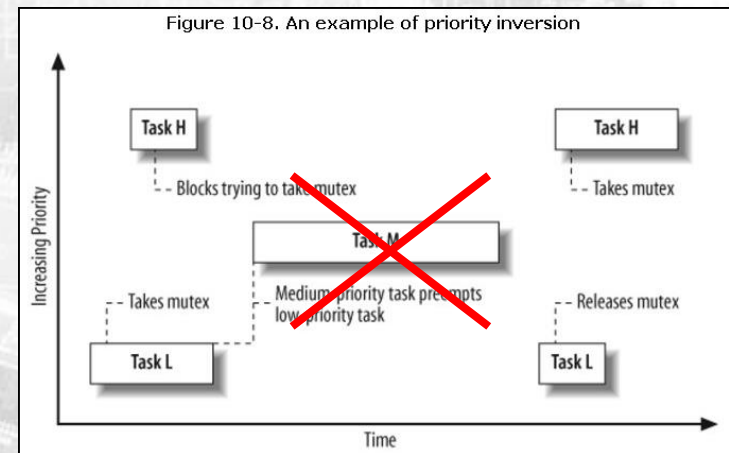 Figure 10-8. An example of priority inversion
Increasing Priority
Task H
Task H
Blocks trying to take mutex
Takes mutex
Task M
Takes mutex
Medium-priority task preempts
low-priority task
Releases mutex
Task L
Task L
Time